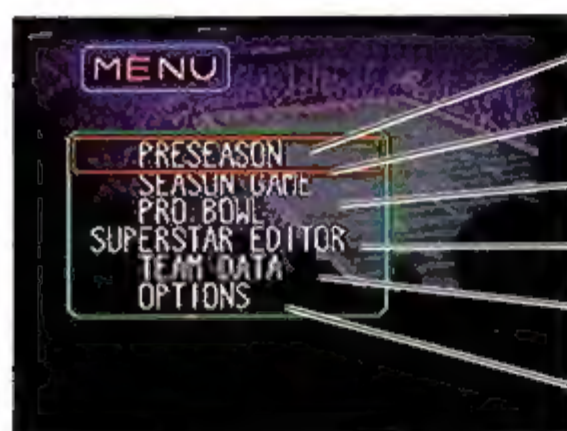 MENU
PRESEASON
SEASON GAME
PRO BOWL
SUPERSTAR EDITOR
TEAM DATA
OPTIONS